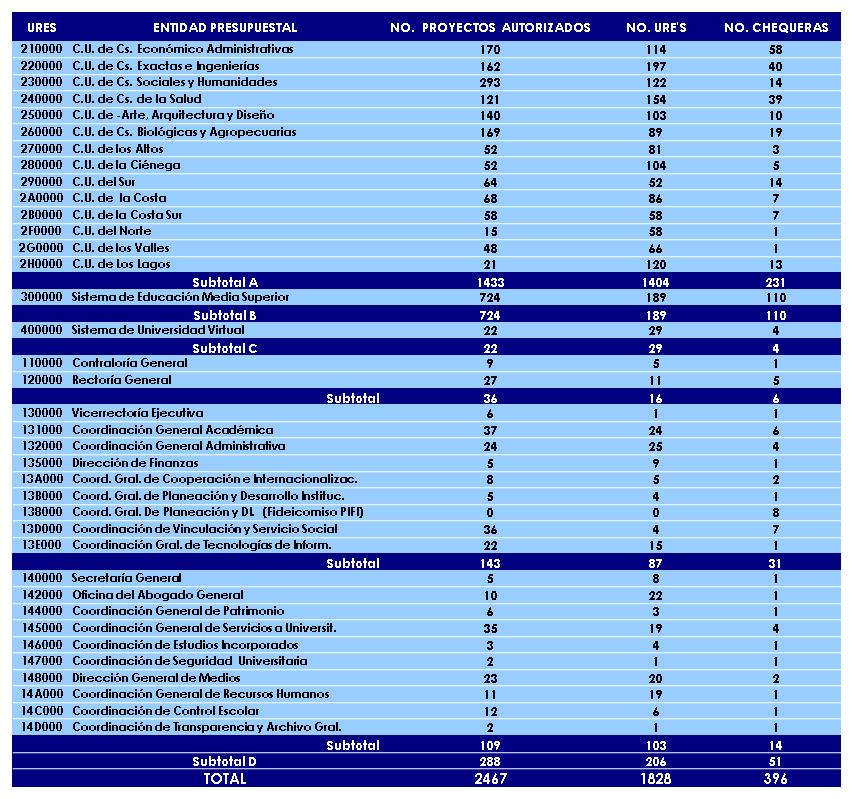 URES ENTIDAD PRESUPUESTAL NO. PROYECTOS AUTORIZADOS NO. URE'S NO. CHEQUERAS
210000 C.U. de Cs. Económico Administrativas 170 114 58
220000 C.U. de Cs. Exactas e Ingenierías 162 197 40
230000 C.U. de Cs. Sociales y Humanidades 293 122 14
240000 C.U. de Cs. de la Salud 121 154 39
250000 C.U. de -Arte, Arquitectura y Diseño 140 103 10
260000 C.U. de Cs. Biológicas y Agropecuarias 169 89 19
270000 C.U. de los Altos 52 81 3
280000 C.U. de la Ciénega 52 104 5
290000 C.U. del Sur 64 52 14
2A0000 C.U. de la Costa 68 86 7
2B0000 C.U. de la Costa Sur 58 58 7
2F0000 C.U. del Norte 15 58 1
2G0000 C.U. de los Valles 48 66 1
2H0000 C.U. de Los Lagos 21 120 13
Subtotal A 1433 1404 231
300000 Sistema de Educación Media Superior 724 189 110
Subtotal B 724 189 110
400000 Sistema de Universidad Virtual 22 29 4
Subtotal C 22 29 4
110000 Contraloría General 9 5 1
120000 Rectoría General 27 11 5
Subtotal 36 16 6
130000 Vicerrectoría Ejecutiva 6 1 1
131000 Coordinación General Académica 37 24 6
132000 Coordinación General Administrativa 24 25 4
135000 Dirección de Finanzas 5 9 1
13A000 Coord. Gral. de Cooperación e Internacionalizac. 8 5 2
13B000 Coord. Gral. de Planeación y Desarrollo Instituc. 5 4 1
138000 Coord. Gral. De Planeación y DL (Fideicomiso PIFI) 0 0 8
13D000 Coordinación de Vinculación y Servicio Social 36 4 7
13E000 Coordinación Gral. de Tecnologías de Inform. 22 15 1
Subtotal 143 87 31
140000 Secretaría General 5 8 1
142000 Oficina del Abogado General 10 22 1
144000 Coordinación General de Patrimonio 6 3 1
145000 Coordinación General de Servicios a Universit. 35 19 4
146000 Coordinación de Estudios Incorporados 3 4 1
147000 Coordinación de Seguridad Universitaria 2 1 1
148000 Dirección General de Medios 23 20 2
14A000 Coordinación General de Recursos Humanos 11 19 1
14C000 Coordinación de Control Escolar 12 6 1
14D000 Coordinación de Transparencia y Archivo Gral. 2 1 1
Subtotal 109 103 14
Subtotal D 288 206 51
TOTAL 2467 1828 396